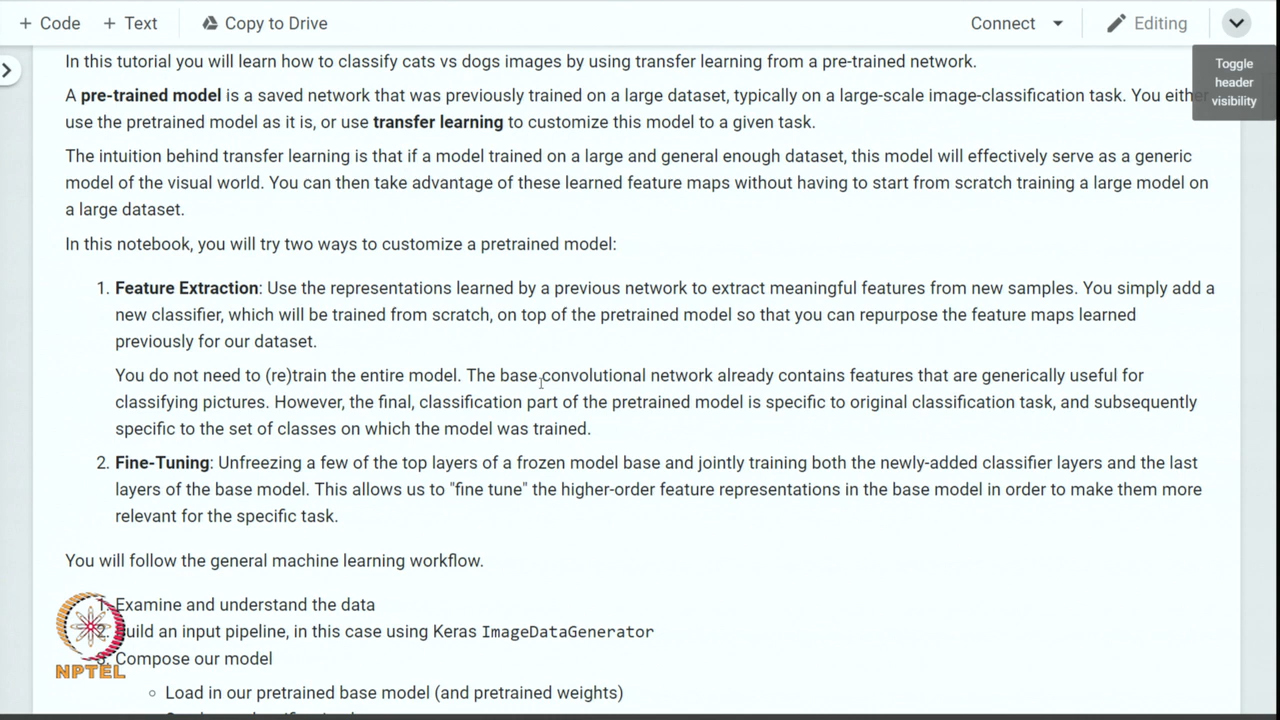 + Code + Text Copy to Drive Connect Editing
Toggle
header
visibility
In this tutorial you will learn how to classify cats vs dogs images by using transfer learning from a pre-trained network.
A pre-trained model is a saved network that was previously trained on a large dataset, typically on a large-scale image-classification task. You either
use the pretrained model as it is, or use transfer learning to customize this model to a given task.
The intuition behind transfer learning is that if a model trained on a large and general enough dataset, this model will effectively serve as a generic
model of the visual world. You can then take advantage of these learned feature maps without having to start from scratch training a large model on
a large dataset.
In this notebook, you will try two ways to customize a pretrained model:
1. Feature Extraction: Use the representations learned by a previous network to extract meaningful features from new samples. You simply add a
new classifier, which will be trained from scratch, on top of the pretrained model so that you can repurpose the feature maps learned
previously for our dataset.
You do not need to (re)train the entire model. The base convolutional network already contains features that are generically useful for
classifying pictures. However, the final, classification part of the pretrained model is specific to original classification task, and subsequently
specific to the set of classes on which the model was trained.
2. Fine-Tuning: Unfreezing a few of the top layers of a frozen model base and jointly training both the newly-added classifier layers and the last
layers of the base model. This allows us to "fine tune" the higher-order feature representations in the base model in order to make them more
relevant for the specific task.
You will follow the general machine learning workflow.
1. Examine and understand the data
2. Build an input pipeline, in this case using Keras ImageDataGenerator
3. Compose our model
○ Load in our pretrained base model (and pretrained weights)
NPTEL